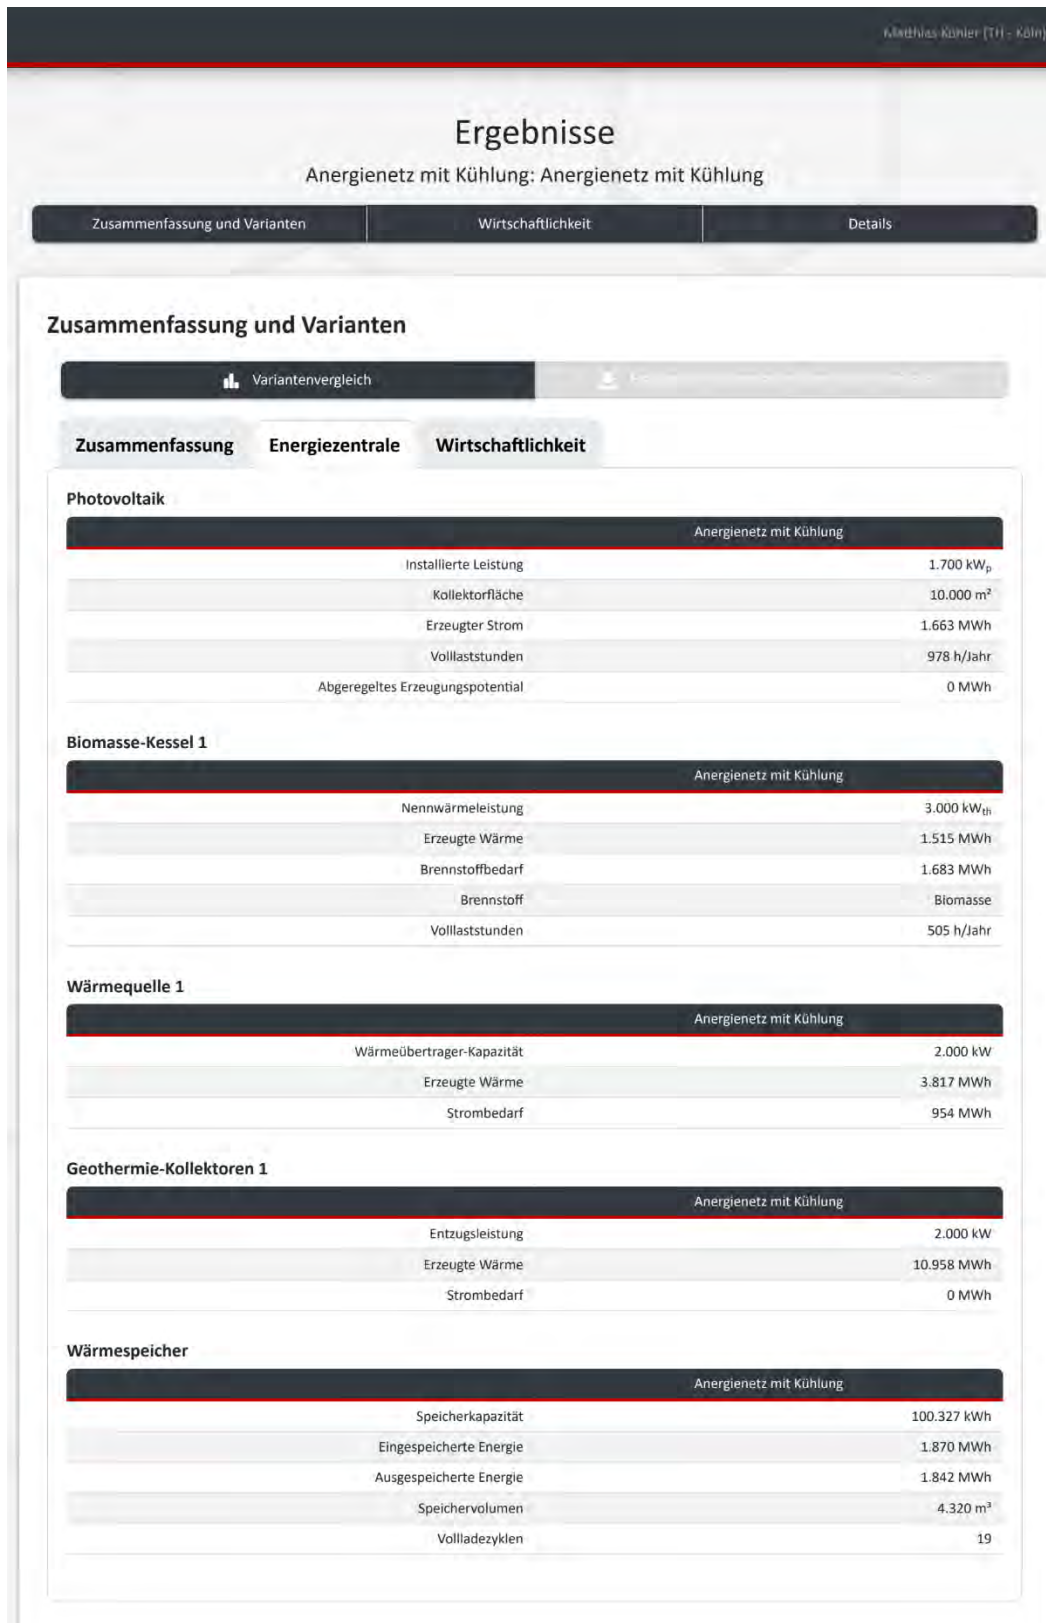 Matthias Köhler (TH - Köln)
Ergebnisse
Anergienetz mit Kühlung: Anergienetz mit Kühlung
Zusammenfassung und Varianten Wirtschaftlichkeit Details
Zusammenfassung und Varianten
Variantenvergleich
Zusammenfassung Energiezentrale Wirtschaftlichkeit
Photovoltaik
Anergienetz mit Kühlung
Installierte Leistung 1.700 kWₚ
Kollektorfläche 10.000 m²
Erzeugter Strom 1.663 MWh
Volllaststunden 978 h/Jahr
Abgeregeltes Erzeugungspotential 0 MWh
Biomasse-Kessel 1
Anergienetz mit Kühlung
Nennwärmeleistung 3.000 kWth
Erzeugte Wärme 1.515 MWh
Brennstoffbedarf 1.683 MWh
Brennstoff Biomasse
Volllaststunden 505 h/Jahr
Wärmequelle 1
Anergienetz mit Kühlung
Wärmeübertrager-Kapazität 2.000 kW
Erzeugte Wärme 3.817 MWh
Strombedarf 954 MWh
Geothermie-Kollektoren 1
Anergienetz mit Kühlung
Entzugsleistung 2.000 kW
Erzeugte Wärme 10.958 MWh
Strombedarf 0 MWh
Wärmespeicher
Anergienetz mit Kühlung
Speicherkapazität 100.327 kWh
Eingespeicherte Energie 1.870 MWh
Ausgespeicherte Energie 1.842 MWh
Speichervolumen 4.320 m³
Vollladezyklen 19